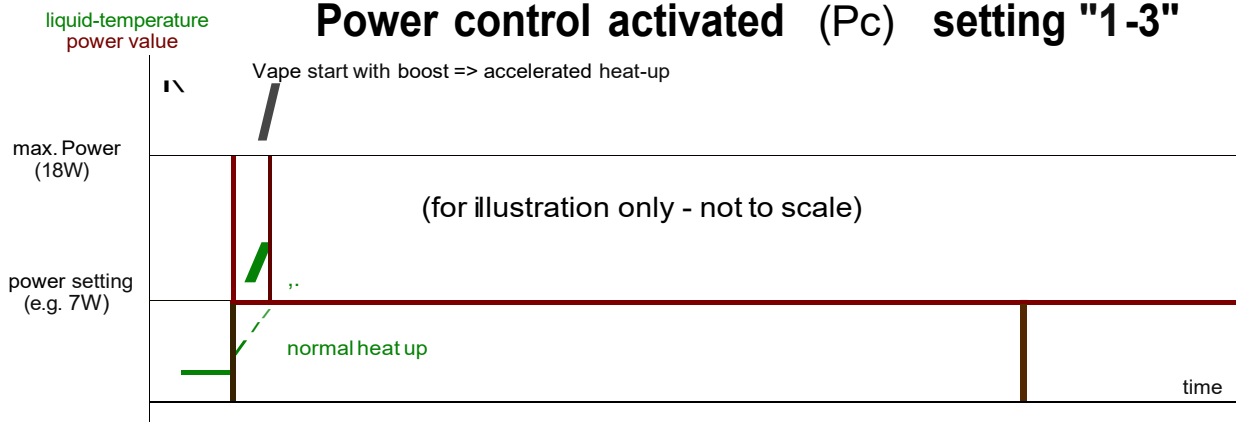 liquid-temperature
power value
Power control activated (Pc) setting "1-3"
Vape start with boost => accelerated heat-up
max. Power
(18W)
(for illustration only - not to scale)
power setting
(e.g. 7W)
normal heat up
time